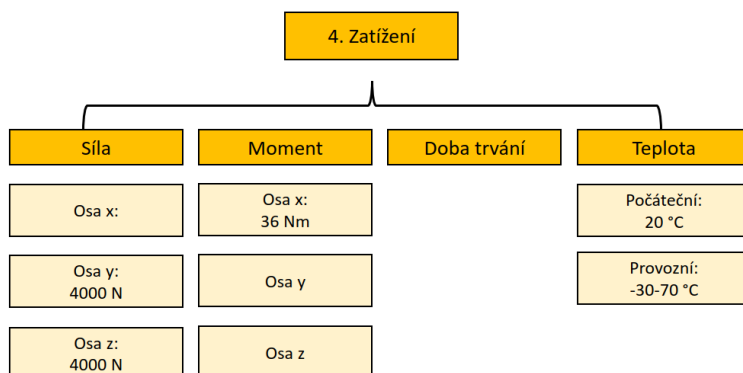 4. Zatížení
Síla
Moment
Doba trvání
Teplota
Osa x:
Osa x:
36 Nm
Počáteční:
20 °C
Osa y:
4000 N
Osa y
Provozní:
-30-70 °C
Osa z:
4000 N
Osa z